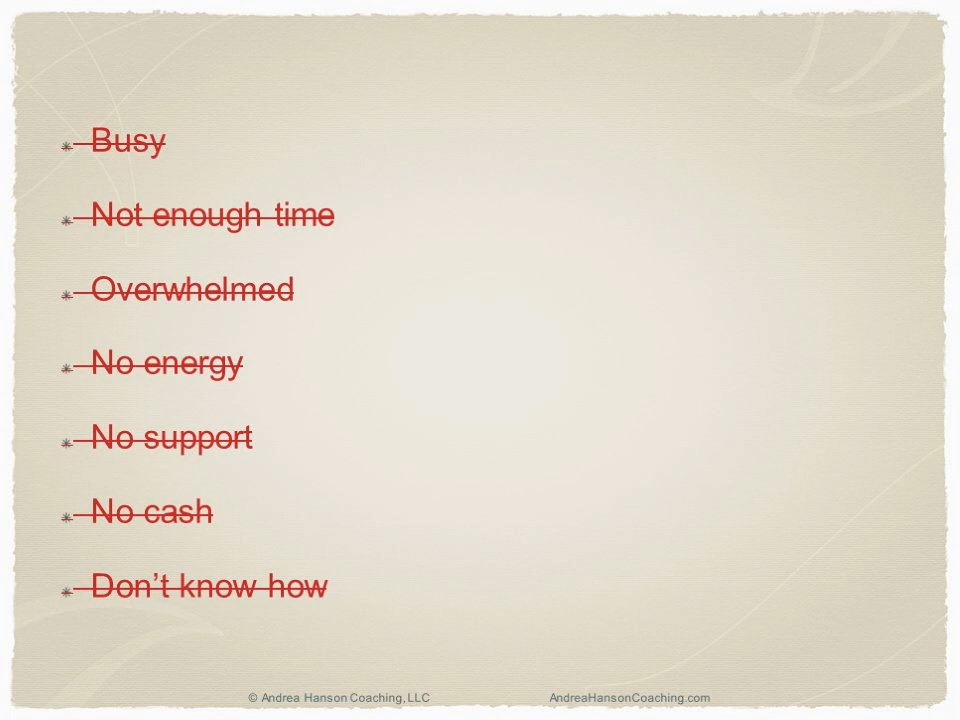 Busy
Not enough time
Overwhelmed
No energy
No support
No cash
Don’t know how
© Andrea Hanson Coaching, LLC AndreaHansonCoaching.com